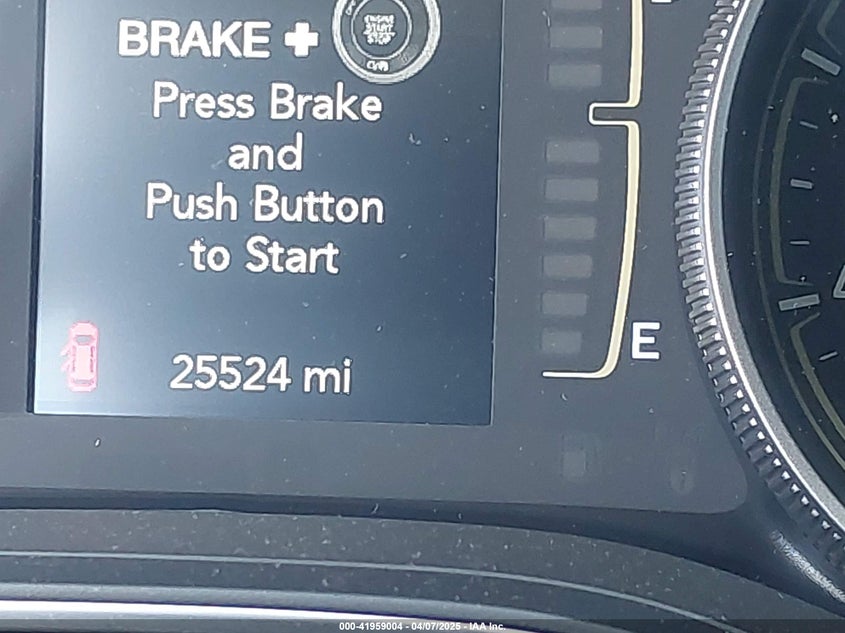 BRAKE +
ENGINE
START
STOP
Press Brake
and
Push Button
to Start
E
25524 mi
000-41959004 - 04/07/2025 - IAA Inc.